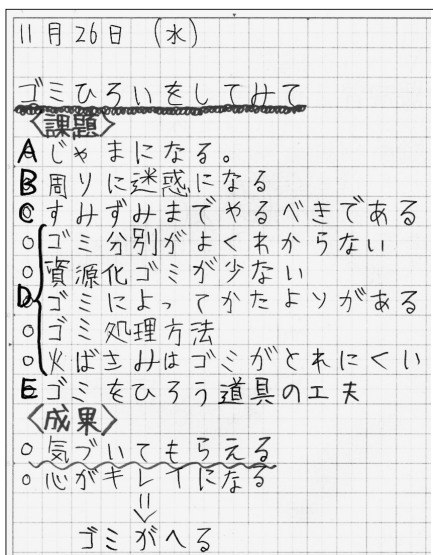 11月26日 (水)
ゴミひろいをしてみて
〈課題〉
A じゃまになる。
B 周りに迷惑になる
C すみずみまでやるべきである
○ ゴミ分別がよくわからない
○ 資源化ゴミが少ない
D ゴミによってかたよりがある
○ ゴミ処理方法
○ 火ばさみはゴミがとれにくい
E ゴミをひろう道具の工夫
〈成果〉
○ 気づいてもらえる
○ 心がキレイになる
ゴミがへる